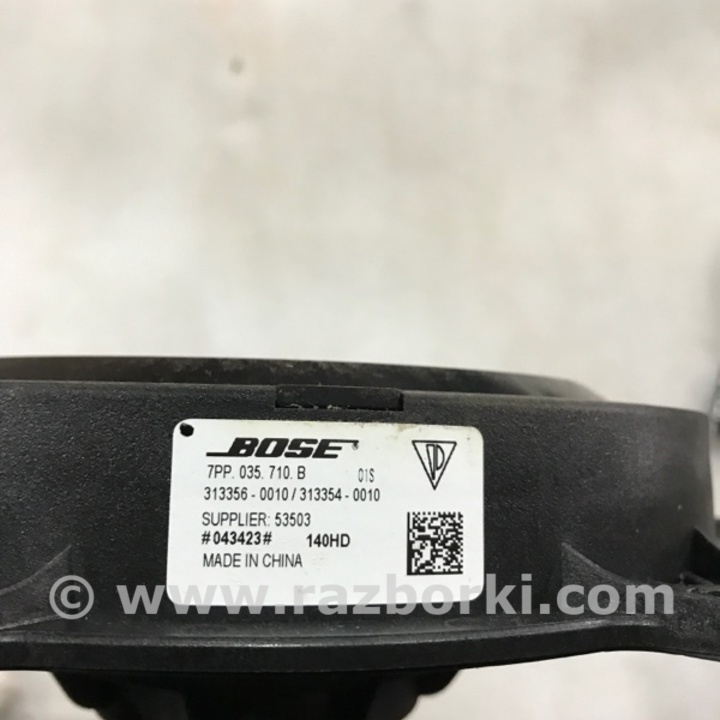 BOSE®
7PP. 035. 710. B 01S
313356 - 0010 / 313354 - 0010
SUPPLIER: 53503
#043423# 140HD
MADE IN CHINA
© www.razborki.com